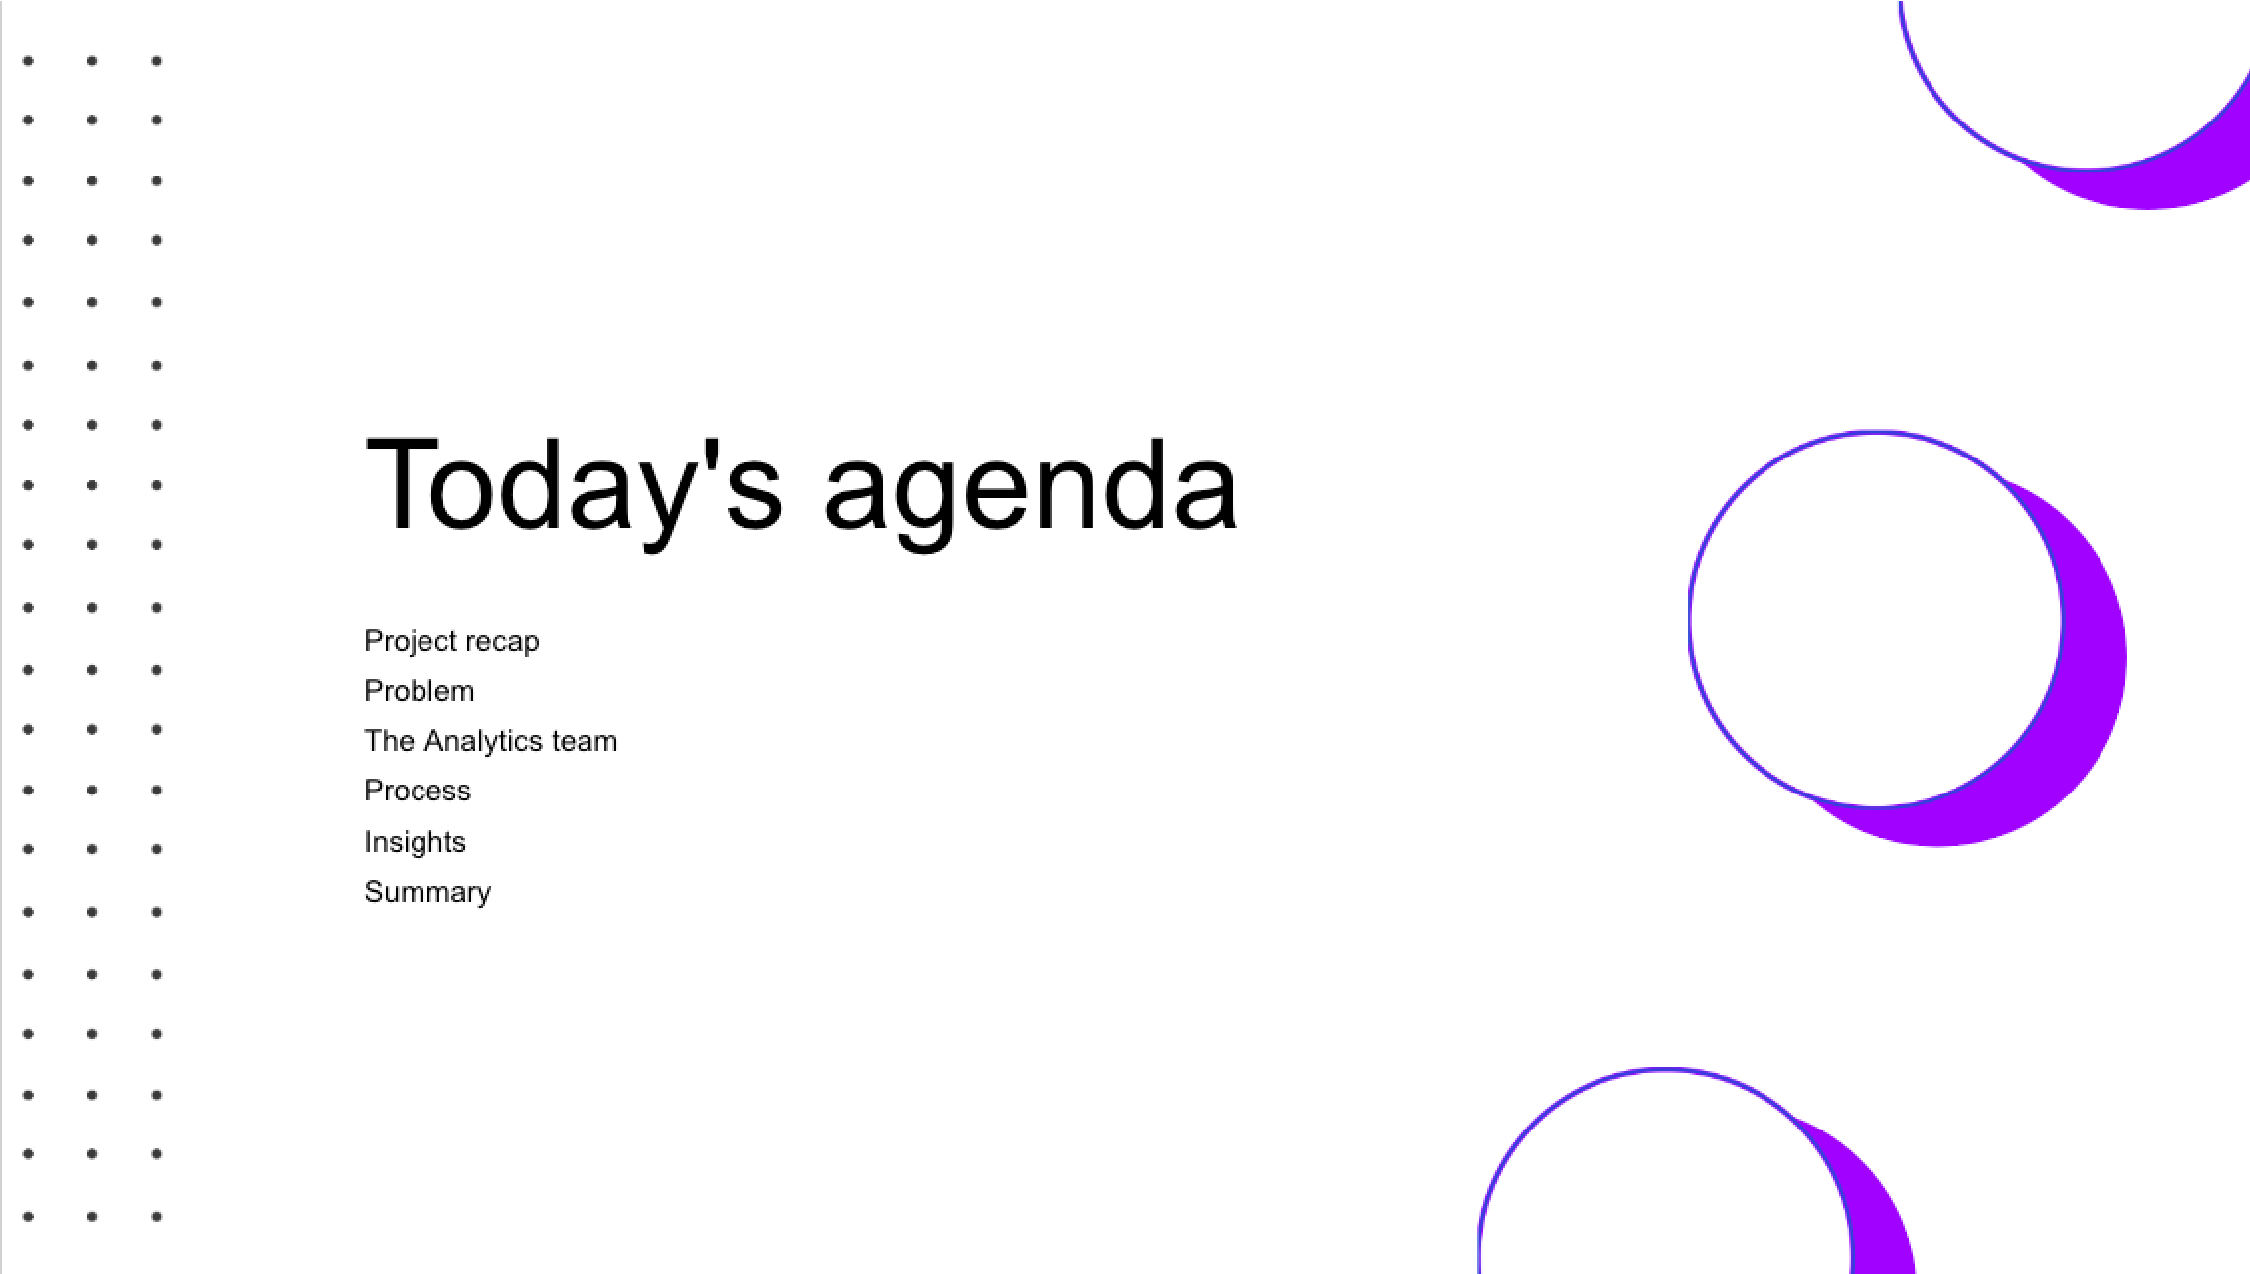 Today's agenda
Project recap
Problem
The Analytics team
Process
Insights
Summary